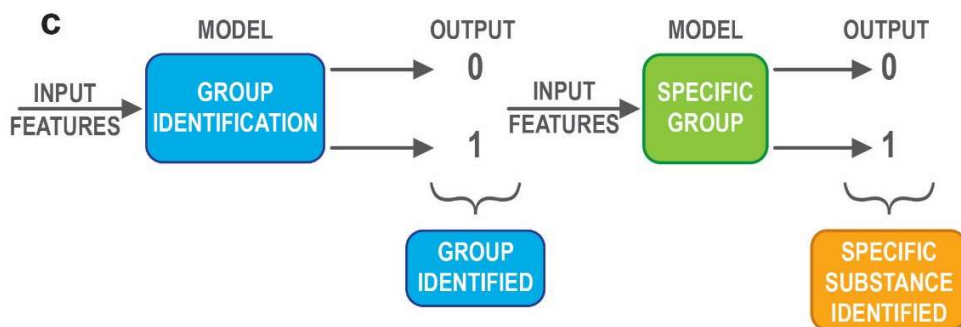 c
MODEL
OUTPUT
MODEL
OUTPUT
INPUT
FEATURES
GROUP
IDENTIFICATION
0
1
INPUT
FEATURES
SPECIFIC
GROUP
0
1
GROUP
IDENTIFIED
SPECIFIC
SUBSTANCE
IDENTIFIED